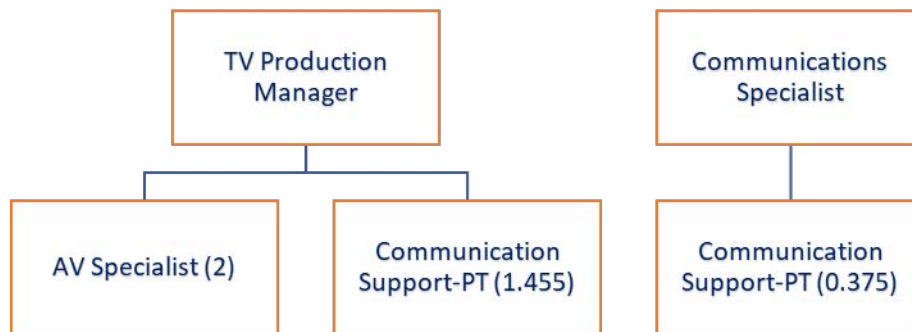 TV Production
Manager
Communications
Specialist
AV Specialist (2)
Communication
Support-PT (1.455)
Communication
Support-PT (0.375)